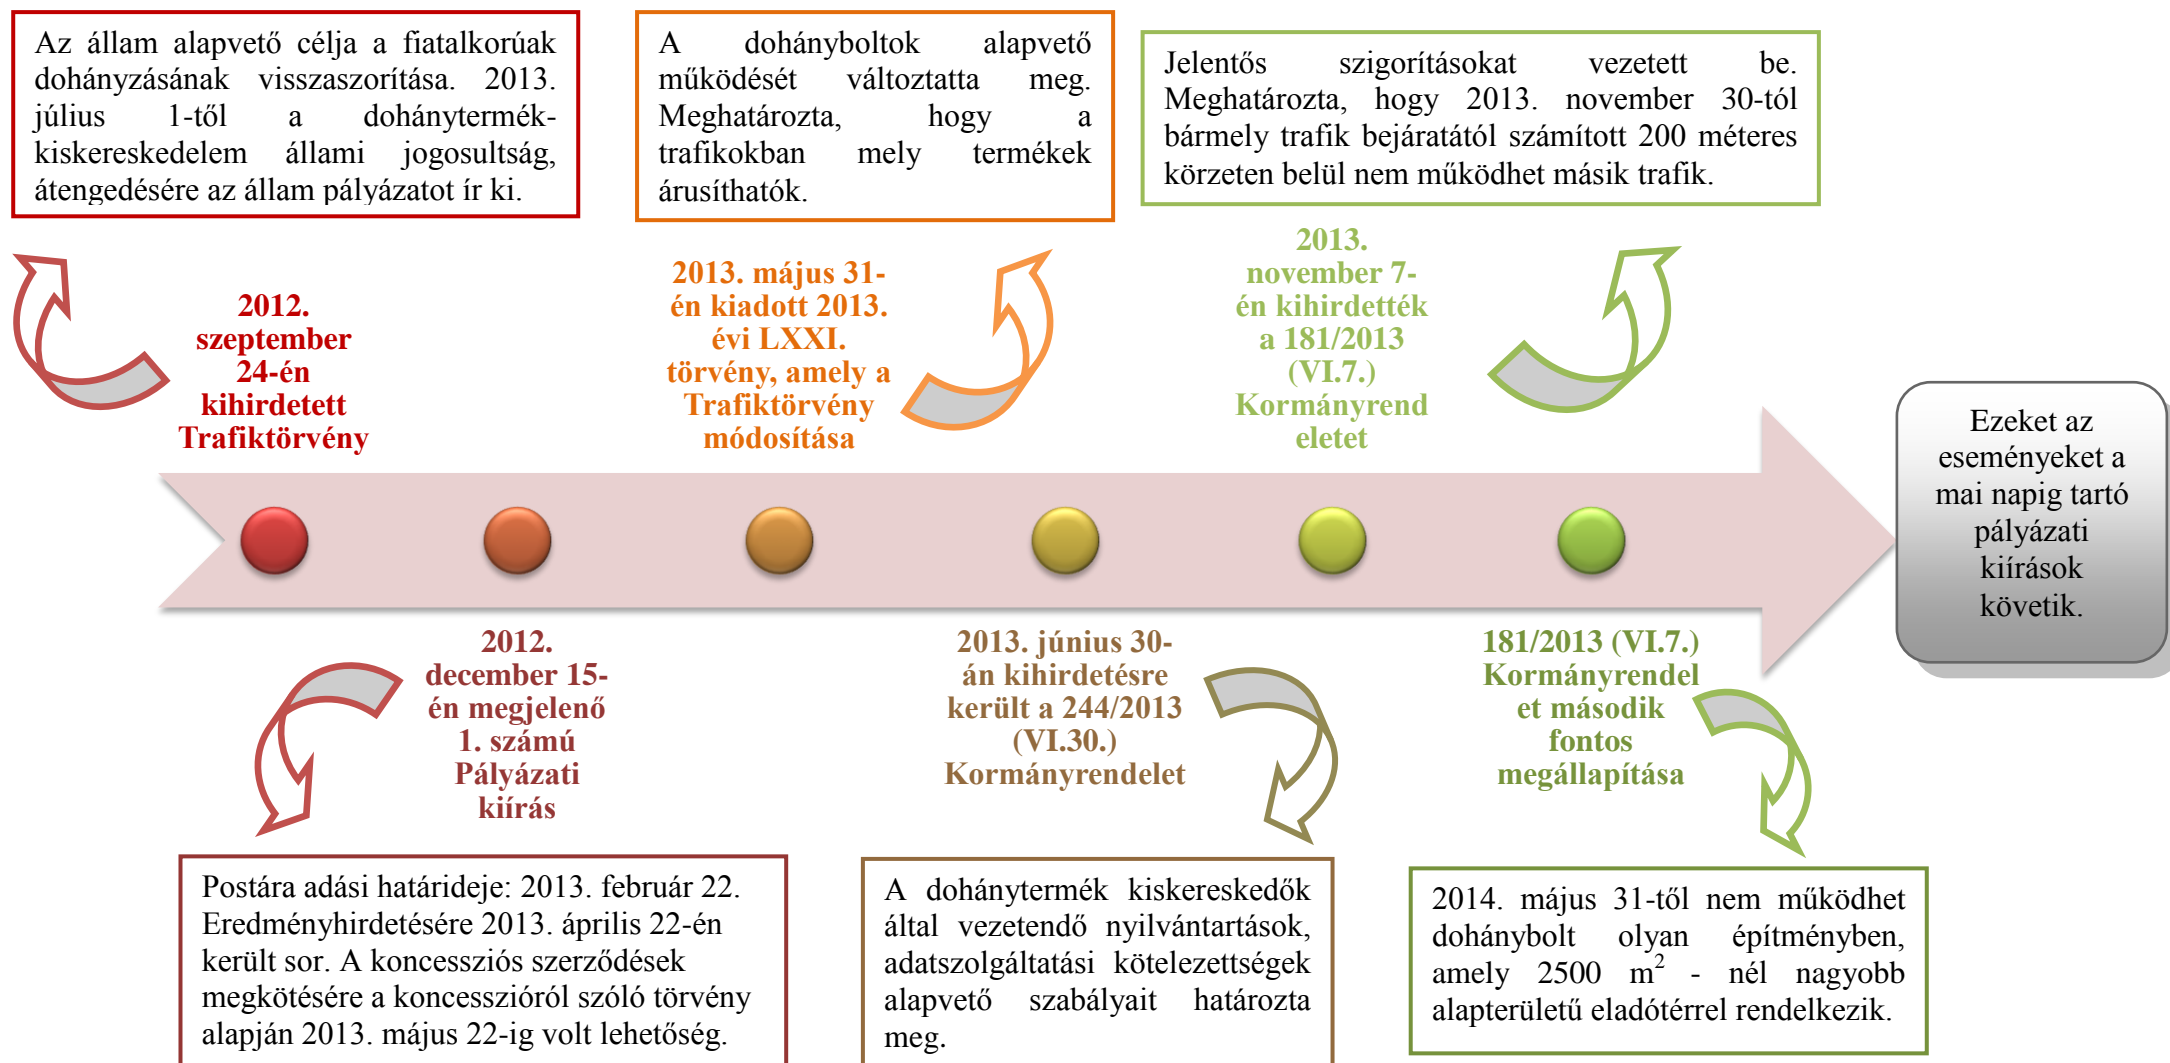 Az állam alapvető célja a fiatalkorúak
dohányzásának visszaszorítása. 2013.
július 1-től a dohánytermék-
kiskereskedelem állami jogosultság,
átengedésére az állam pályázatot ír ki.
A dohányboltok alapvető
működését változtatta meg.
Meghatározta, hogy a
trafikokban mely termékek
árusíthatók.
Jelentős szigorításokat vezetett be.
Meghatározta, hogy 2013. november 30-tól
bármely trafik bejáratától számított 200 méteres
körzeten belül nem működhet másik trafik.
2012.
szeptember
24-én
kihirdetett
Trafiktörvény
2013. május 31-
én kiadott 2013.
évi LXXI.
törvény, amely a
Trafiktörvény
módosítása
2013.
november 7-
én kihirdették
a 181/2013
(VI.7.)
Kormányrend
eletet
Ezeket az
eseményeket a
mai napig tartó
pályázati
kiírások
követik.
2012.
december 15-
én megjelenő
1. számú
Pályázati
kiírás
2013. június 30-
án kihirdetésre
került a 244/2013
(VI.30.)
Kormányrendelet
181/2013 (VI.7.)
Kormányrendel
et második
fontos
megállapítása
Postára adási határideje: 2013. február 22.
Eredményhirdetésére 2013. április 22-én
került sor. A koncessziós szerződések
megkötésére a koncesszióról szóló törvény
alapján 2013. május 22-ig volt lehetőség.
A dohánytermék kiskereskedők
által vezetendő nyilvántartások,
adatszolgáltatási kötelezettségek
alapvető szabályait határozta
meg.
2014. május 31-től nem működhet
dohánybolt olyan építményben,
amely 2500 m² - nél nagyobb
alapterületű eladótérrel rendelkezik.